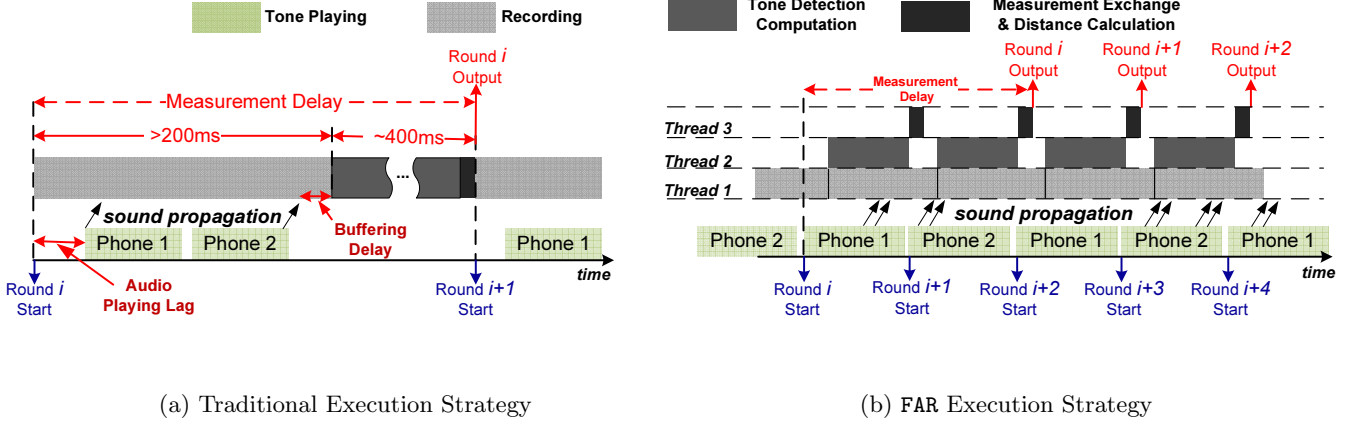 Tone Playing
Recording
Round i
Output
Measurement Delay
>200ms
~400ms
...
sound propagation
Buffering
Delay
Phone 1
Phone 2
Phone 1
time
Audio
Playing Lag
Round i
Start
Round i+1
Start
(a) Traditional Execution Strategy
Tone Detection
Computation
Measurement Exchange
& Distance Calculation
Round i
Output
Round i+1
Output
Round i+2
Output
Measurement
Delay
Thread 3
Thread 2
Thread 1
sound propagation
Phone 2
Phone 1
Phone 2
Phone 1
Phone 2
Phone 1
time
Round i
Start
Round i+1
Start
Round i+2
Start
Round i+3
Start
Round i+4
Start
(b) FAR Execution Strategy